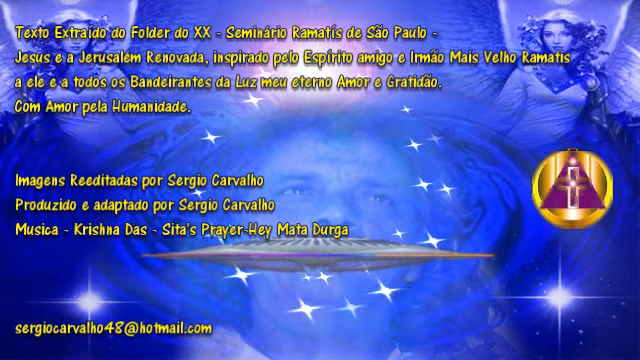 Texto Extraído do Folder do XX - Seminário Ramatís de São Paulo -
Jesus e a Jerusalém Renovada, inspirado pelo Espírito amigo e Irmão Mais Velho Ramatis
a ele e a todos os Bandeirantes da Luz meu eterno Amor e Gratidão.
Com Amor pela Humanidade.
Imagens Reeditadas por Sergio Carvalho
Produzido e adaptado por Sergio Carvalho
Musica - Krishna Das - Sita's Prayer-Hey Mata Durga
sergiocarvalho48@hotmail.com